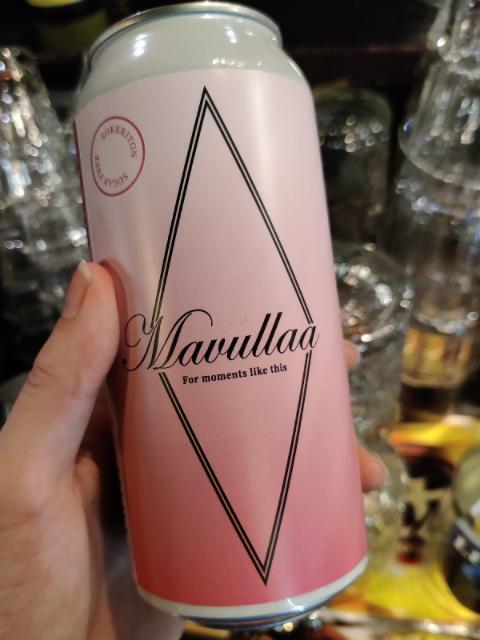 SOKERITON
SUGAR FREE
Mavullaa
For moments like this